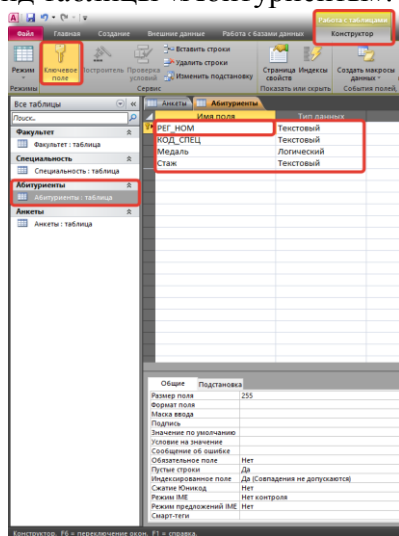 Работа с таблицами
Файл Главная Создание Внешние данные Работа с базами данных Конструктор
Режим
Ключевое поле
Построитель
Проверка условий
Вставить строки
Удалить строки
Изменить подстановку
Страница свойств
Индексы
Создать макросы данных
Режимы Сервис Показать или скрыть События полей,
Все таблицы «
Поиск..
Факультет
Факультет : таблица
Специальность
Специальность : таблица
Абитуриенты
Абитуриенты : таблица
Анкеты
Анкеты : таблица
Анкеты Абитуриенты
Имя поля Тип данных
РЕГ_НОМ Текстовый
КОД_СПЕЦ Текстовый
Медаль Логический
Стаж Текстовый
Общие Подстановка
Размер поля 255
Формат поля
Маска ввода
Подпись
Значение по умолчанию
Условие на значение
Сообщение об ошибке
Обязательное поле Нет
Пустые строки Да
Индексированное поле Да (Совпадения не допускаются)
Сжатие Юникод Нет
Режим IME Нет контроля
Режим предложений IME Нет
Смарт-теги
Конструктор. F6 = переключение окон. F1 = справка.